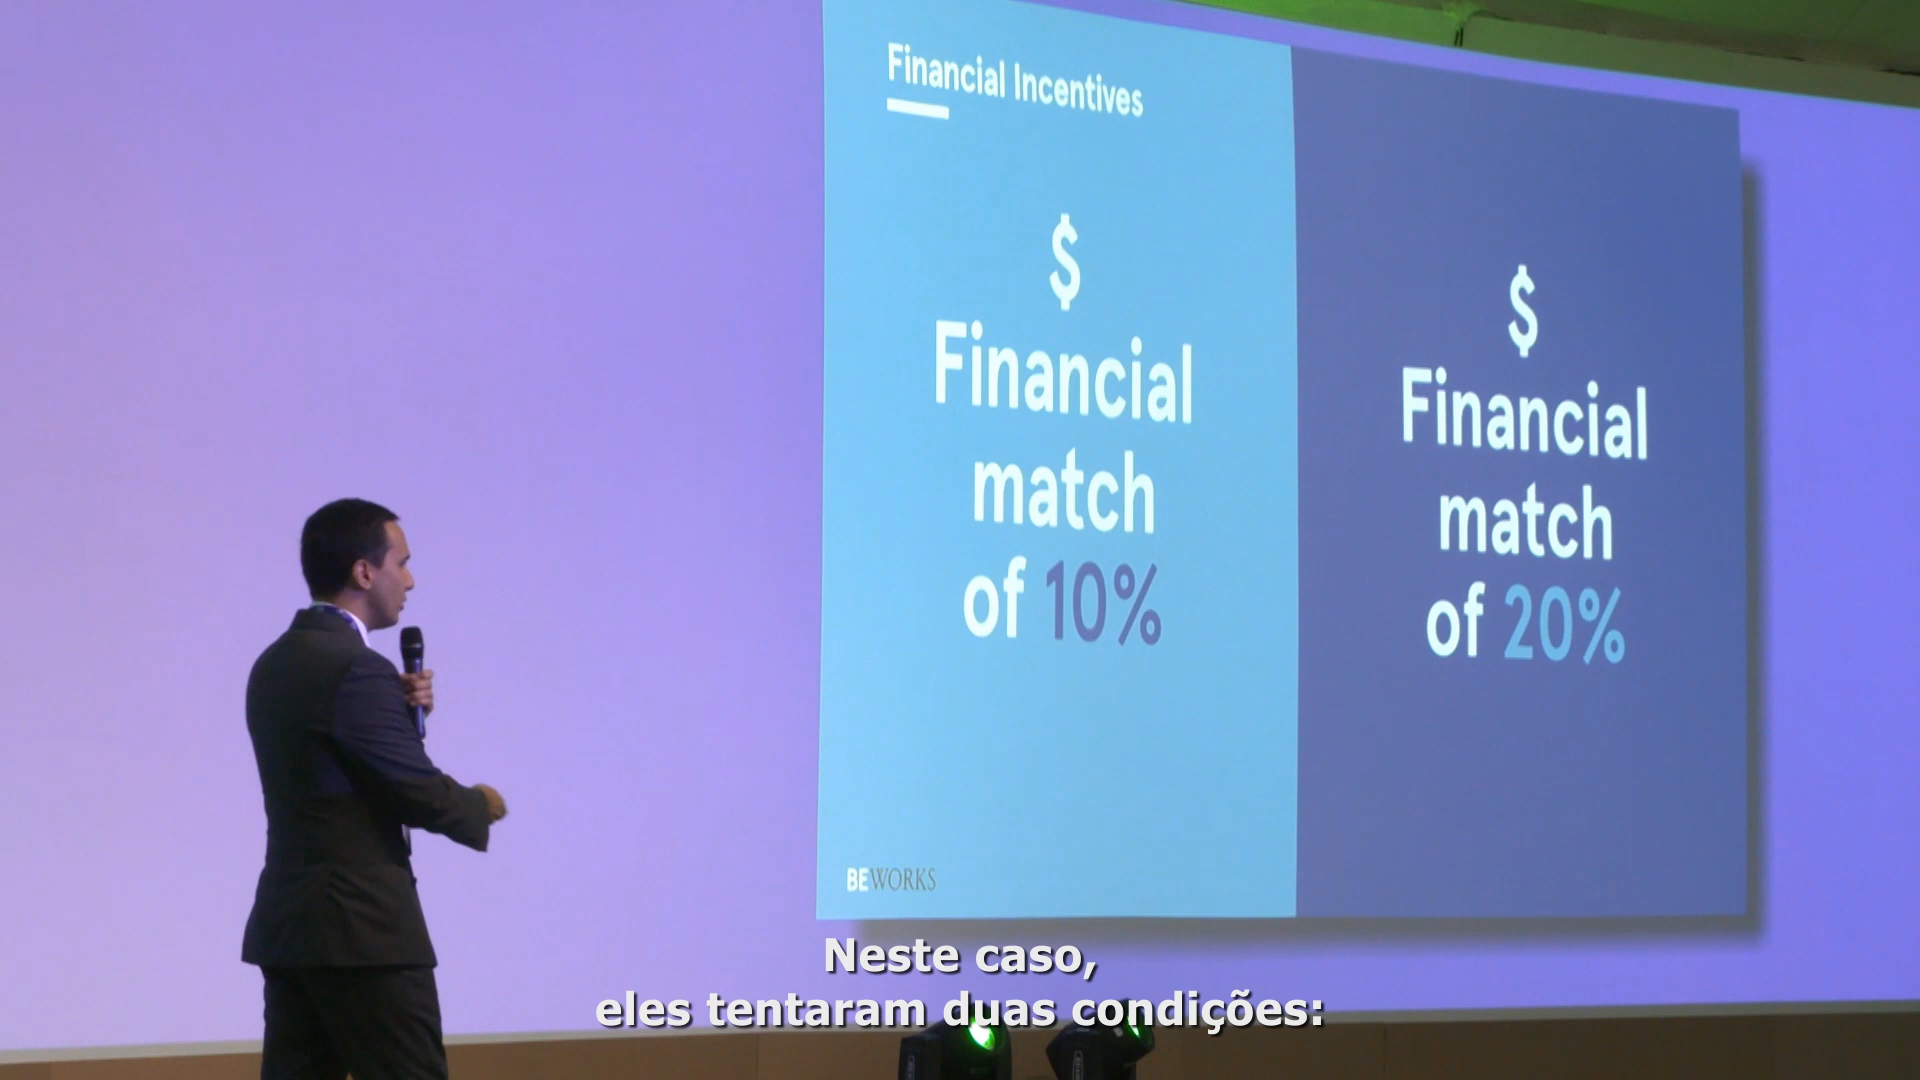 Financial Incentives
$
Financial
match
of 10%
$
Financial
match
of 20%
BEWORKS
Neste caso,
eles tentaram duas condições: